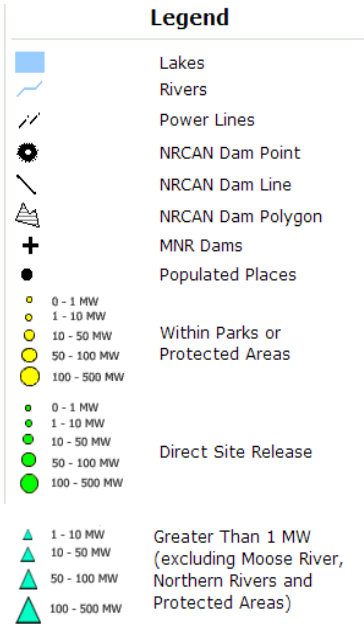 Legend
Lakes
Rivers
Power Lines
NRCAN Dam Point
NRCAN Dam Line
NRCAN Dam Polygon
MNR Dams
Populated Places
0 - 1 MW
1 - 10 MW
10 - 50 MW
50 - 100 MW
100 - 500 MW
Within Parks or
Protected Areas
0 - 1 MW
1 - 10 MW
10 - 50 MW
50 - 100 MW
100 - 500 MW
Direct Site Release
1 - 10 MW
10 - 50 MW
50 - 100 MW
100 - 500 MW
Greater Than 1 MW
(excluding Moose River,
Northern Rivers and
Protected Areas)